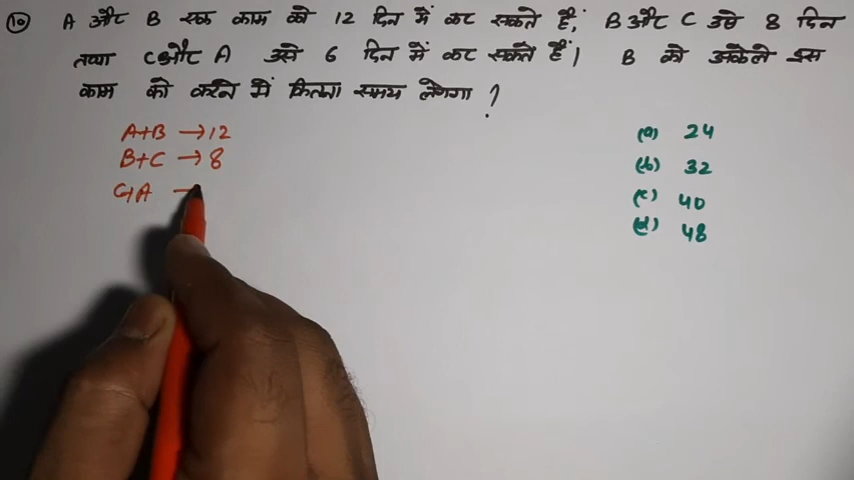 (10) A और B एक काम को 12 दिन में कर सकते हैं; B और C उसे 8 दिन
तथा C और A उसे 6 दिन में कर सकते हैं। B को अकेले इस
काम को करने में कितना समय लगेगा ?
A+B → 12
B+C → 8
C+A →
(a) 24
(b) 32
(c) 40
(d) 48